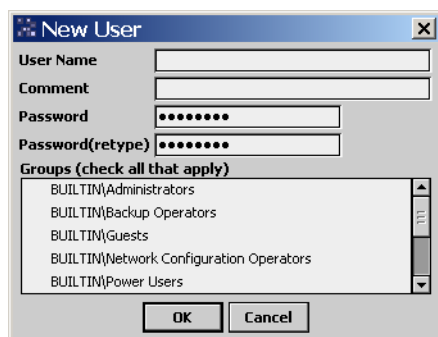 New User
User Name
Comment
Password ••••••••
Password(retype) ••••••••
Groups (check all that apply)
BUILTIN\Administrators
BUILTIN\Backup Operators
BUILTIN\Guests
BUILTIN\Network Configuration Operators
BUILTIN\Power Users
OK Cancel